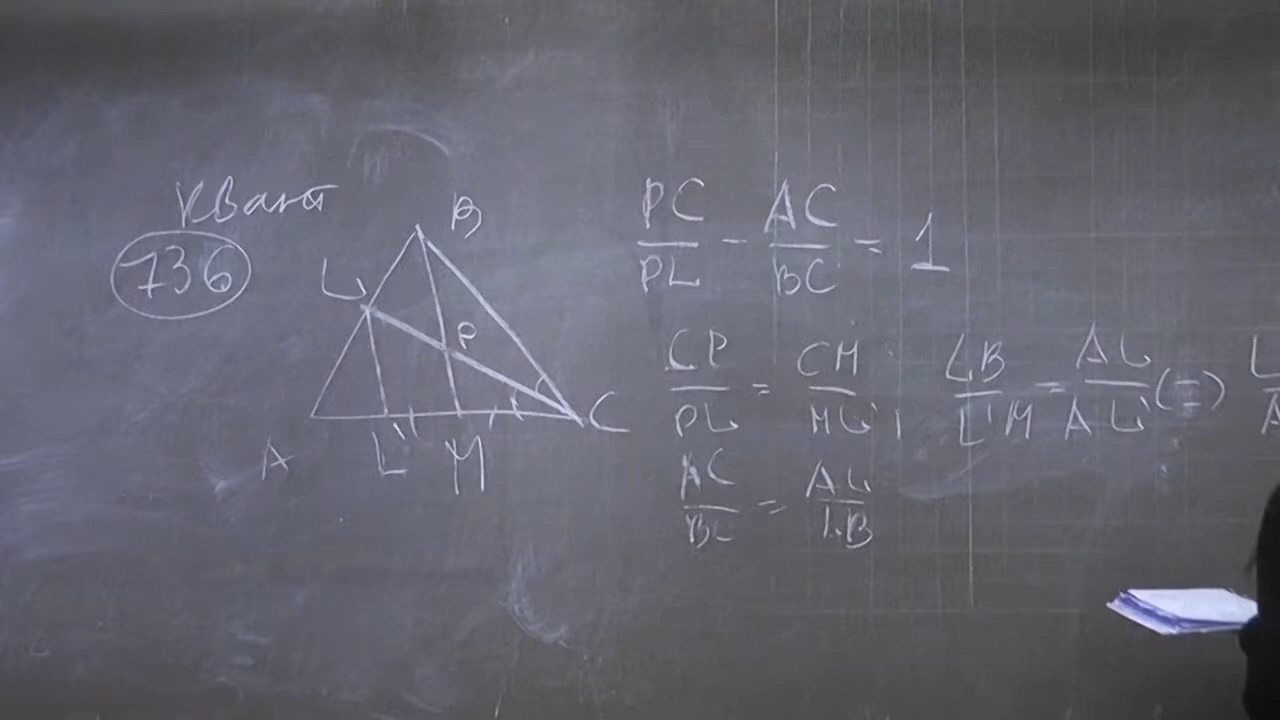 Квант
736
B
L
P
A
L'
M
C
PC/PL - AC/BC = 1
CP/PL = CM/ML', LB/L'M = AL/AL' (=)
AC/BC = AL/LB